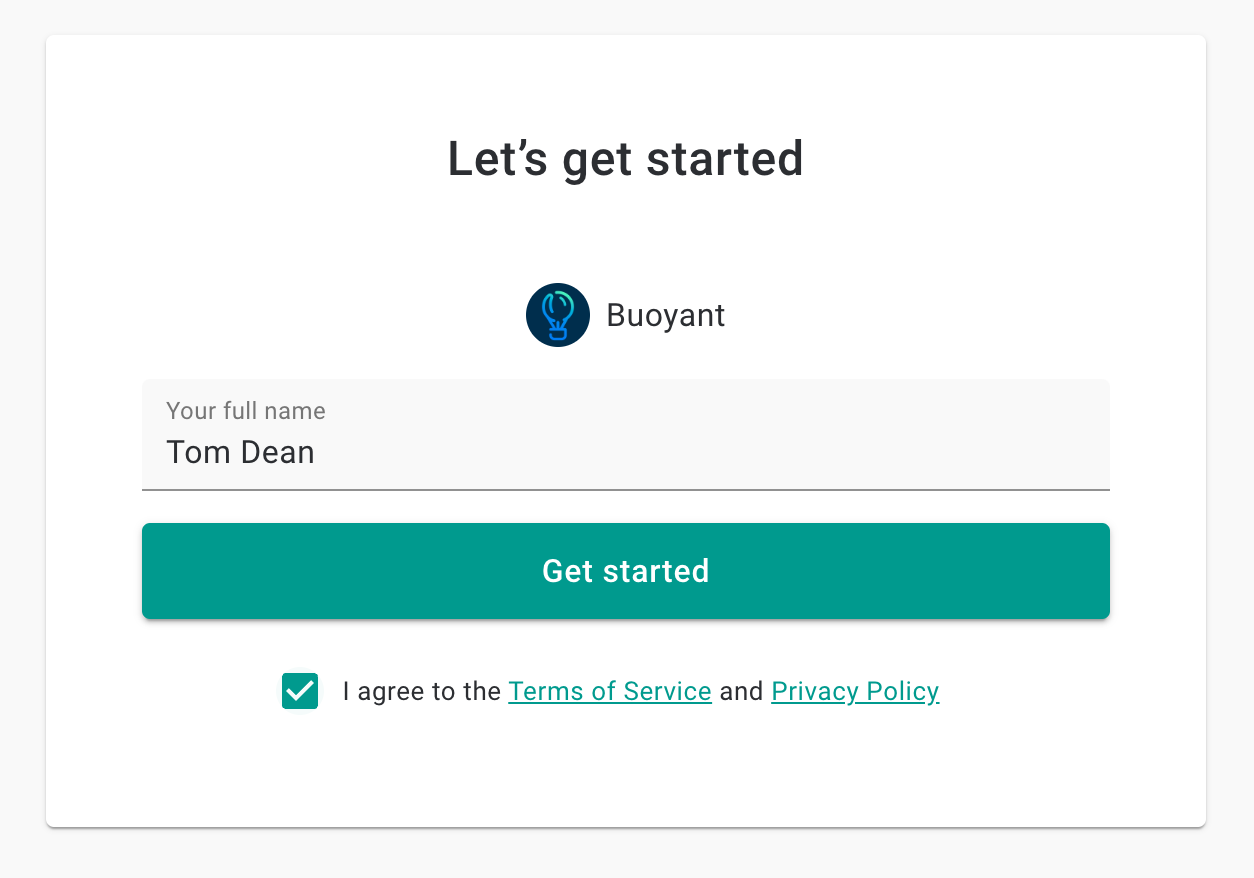 Let’s get started
Buoyant
Your full name
Tom Dean
Get started
I agree to the Terms of Service and Privacy Policy